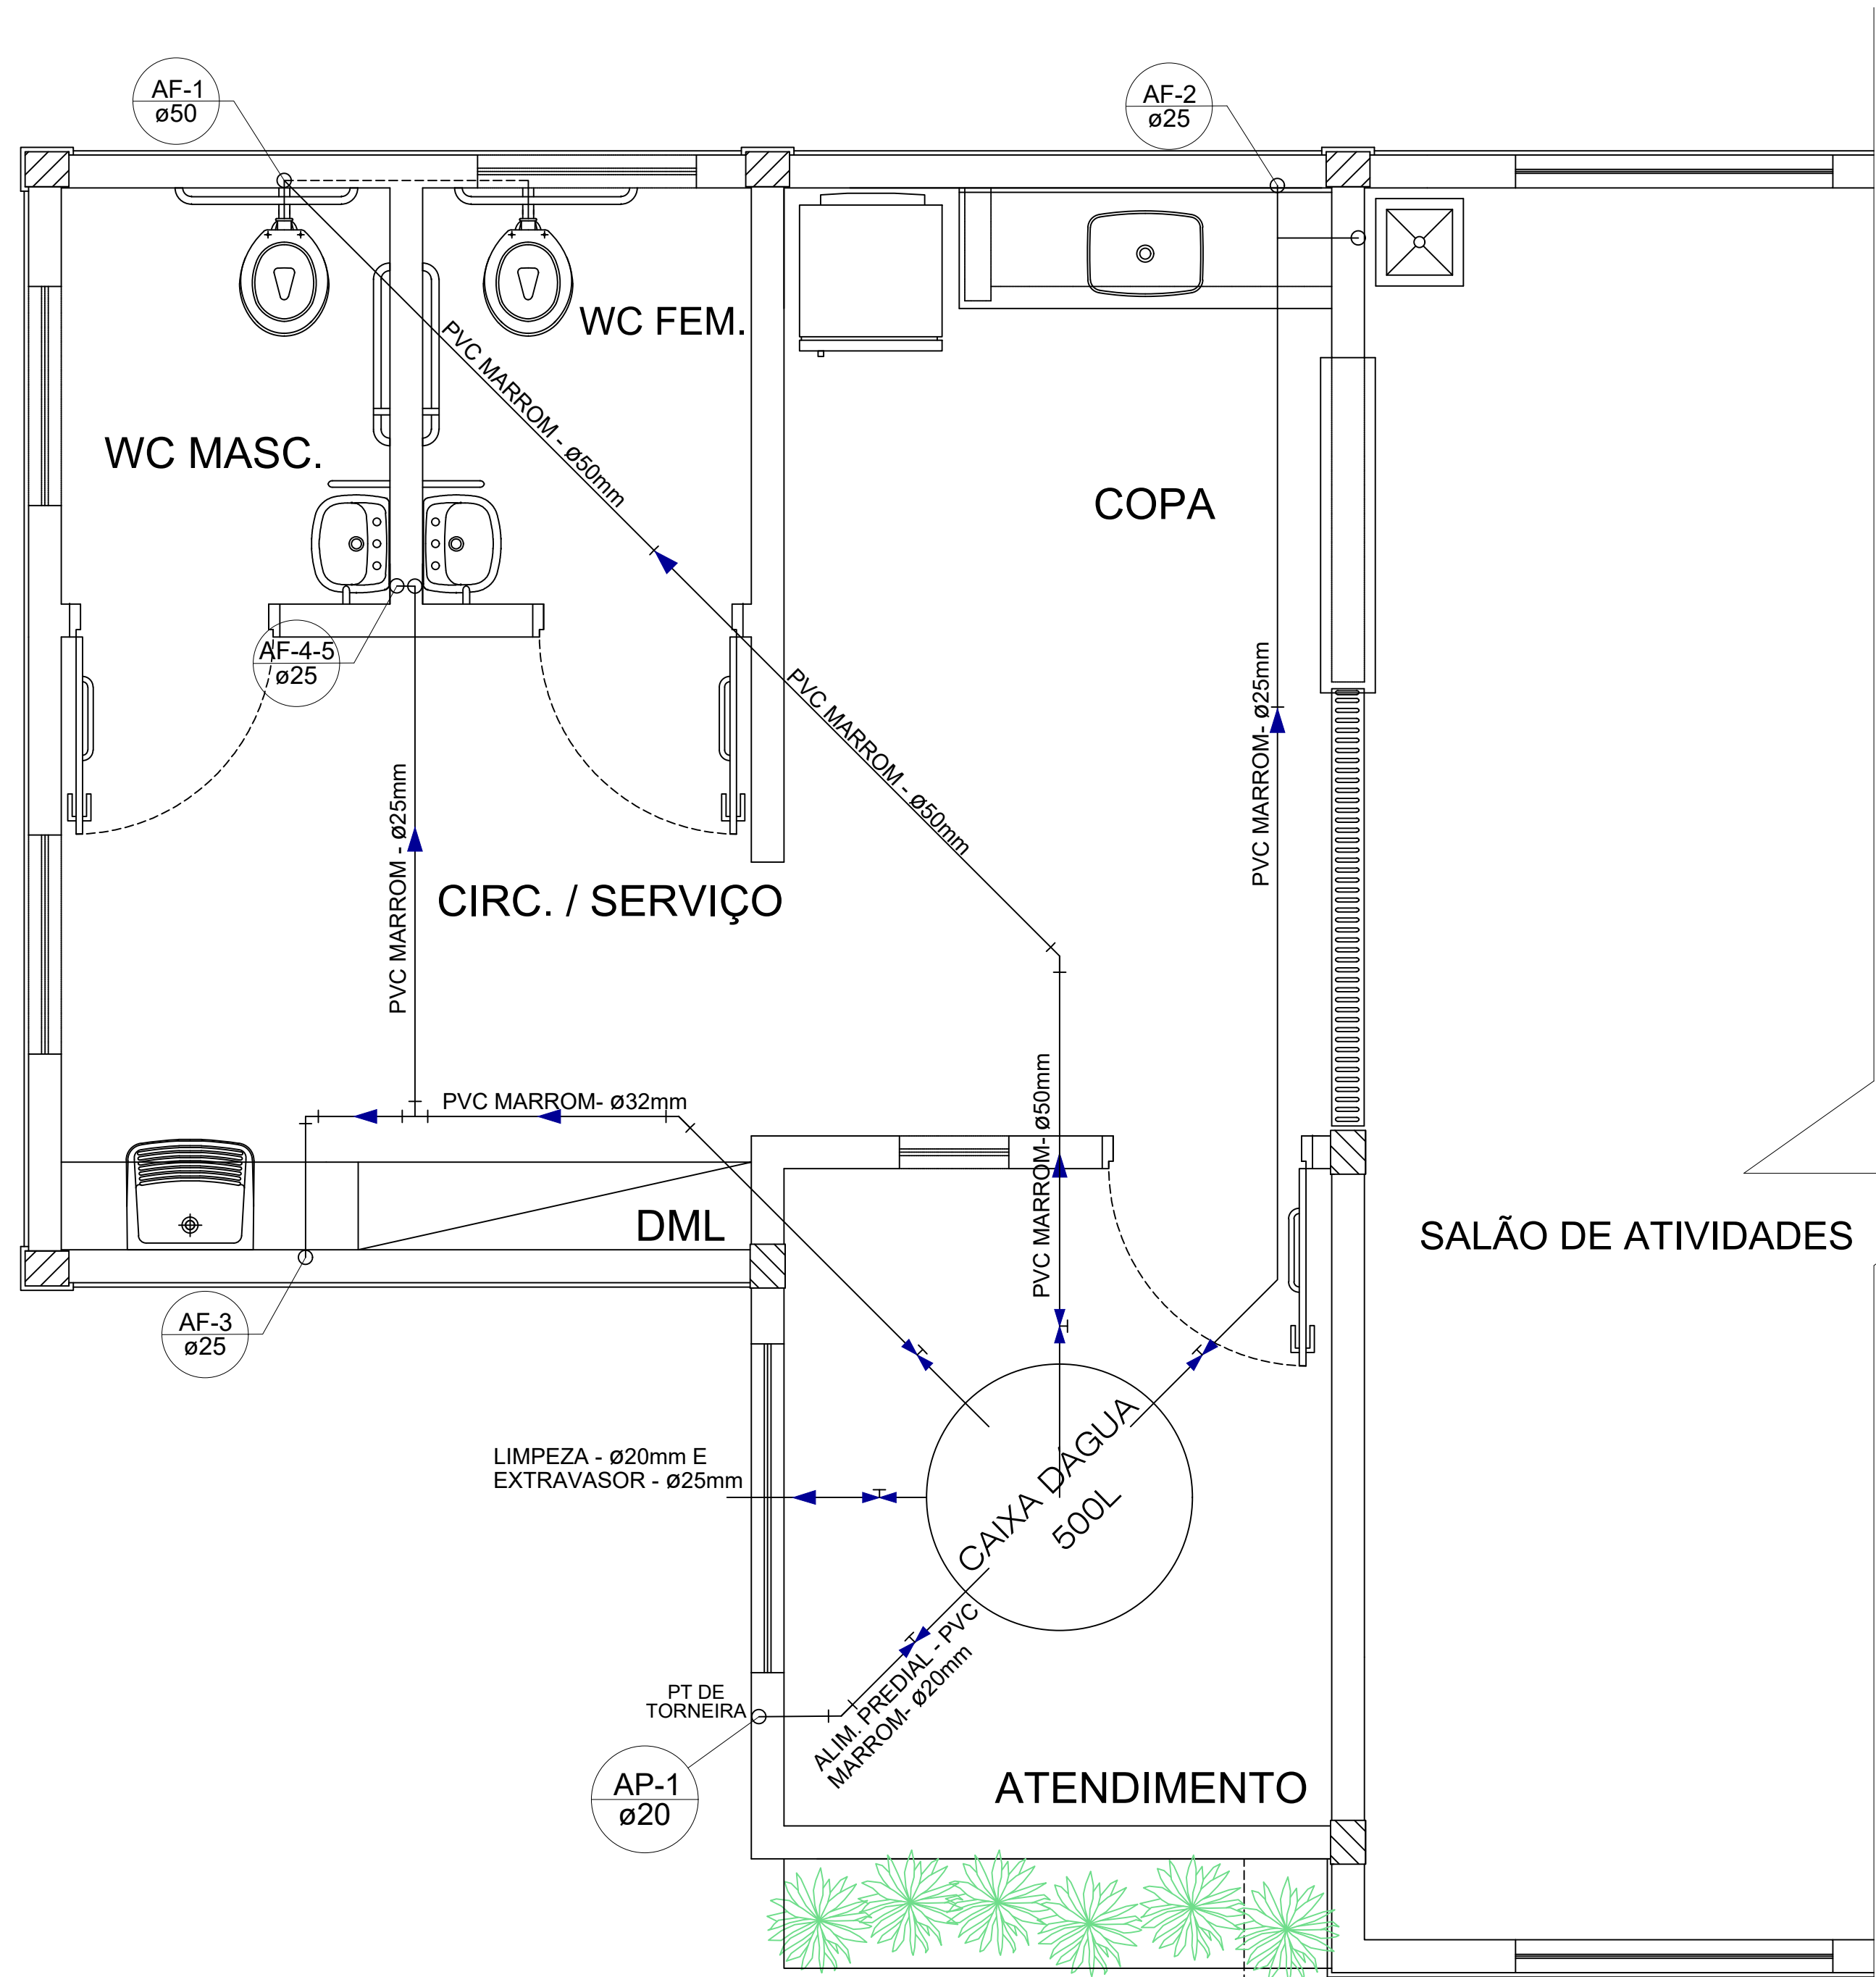 AF-1
ø50
AF-2
ø25
WC FEM.
PVC MARROM - ø50mm
WC MASC.
COPA
AF-4-5
ø25
PVC MARROM - ø50mm
PVC MARROM- ø25mm
PVC MARROM - ø25mm
CIRC. / SERVIÇO
PVC MARROM- ø32mm
PVC MARROM- ø50mm
DML
SALÃO DE ATIVIDADES
AF-3
ø25
LIMPEZA - ø20mm E
EXTRAVASOR - ø25mm
CAIXA DÁGUA
500L
PT DE
TORNEIRA
ALIM. PREDIAL - PVC
MARROM- ø20mm
AP-1
ø20
ATENDIMENTO